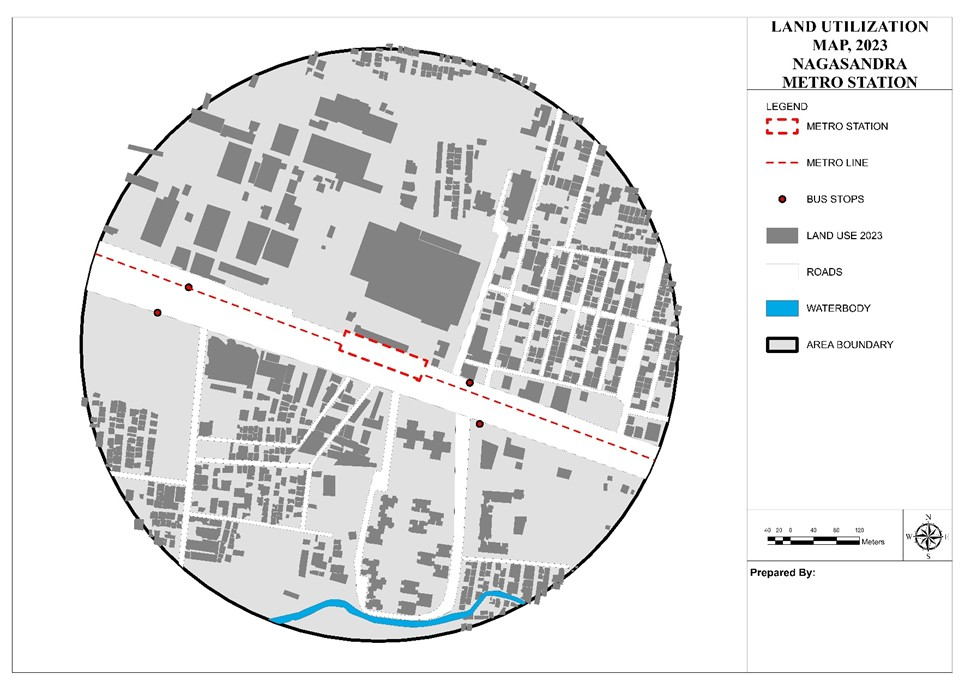 LAND UTILIZATION
MAP, 2023
NAGASANDRA
METRO STATION
LEGEND
METRO STATION
METRO LINE
BUS STOPS
LAND USE 2023
ROADS
WATERBODY
AREA BOUNDARY
40 20 0 40 80 120
Meters
N
W E
S
Prepared By: